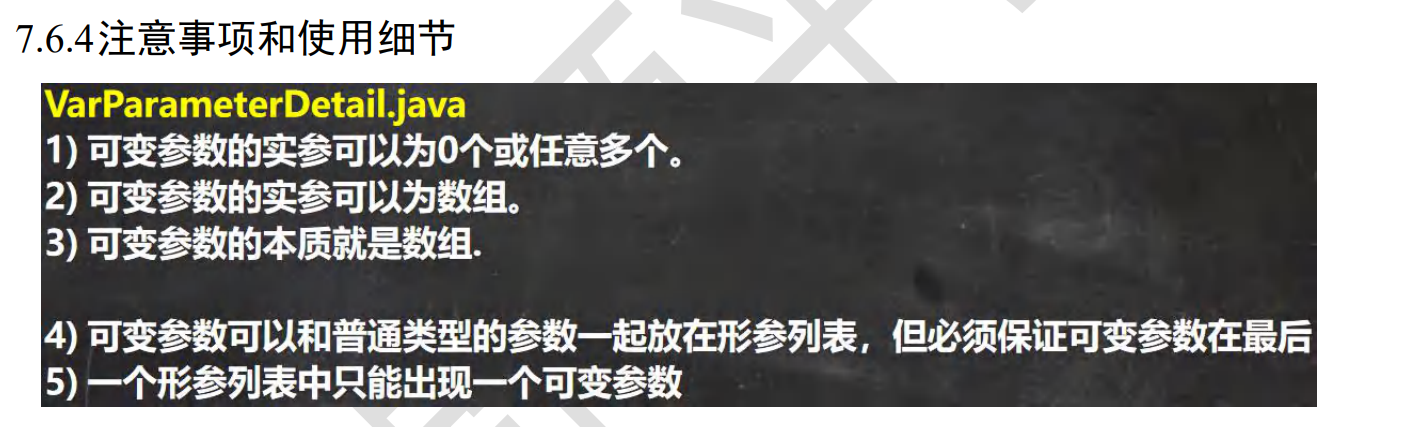 7.6.4注意事项和使用细节
VarParameterDetail.java
1) 可变参数的实参可以为0个或任意多个。
2) 可变参数的实参可以为数组。
3) 可变参数的本质就是数组.
4) 可变参数可以和普通类型的参数一起放在形参列表，但必须保证可变参数在最后
5) 一个形参列表中只能出现一个可变参数